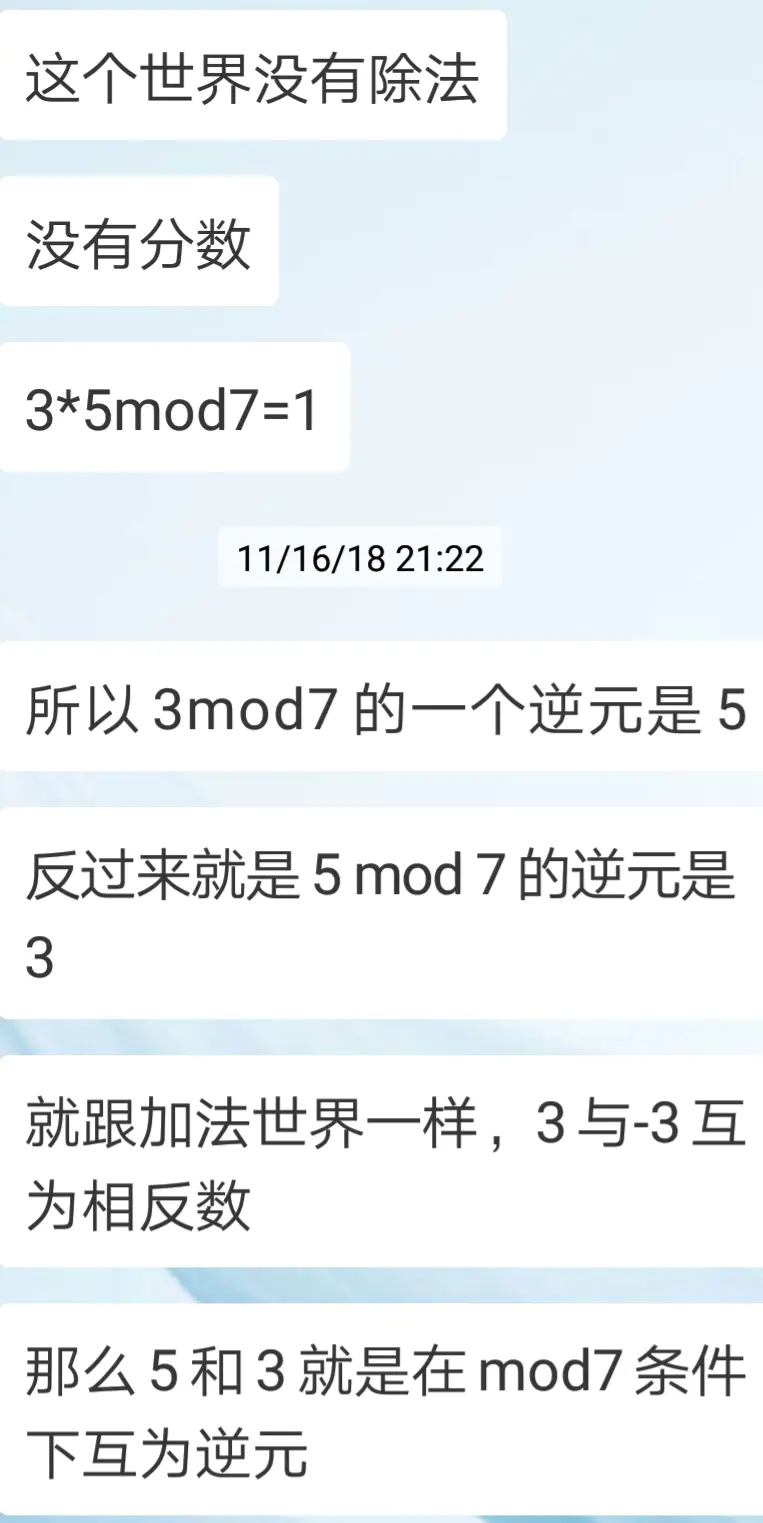 这个世界没有除法
没有分数
3*5mod7=1
11/16/18 21:22
所以 3mod7 的一个逆元是 5
反过来就是 5 mod 7 的逆元是
3
就跟加法世界一样，3 与-3 互
为相反数
那么 5 和 3 就是在 mod7 条件
下互为逆元